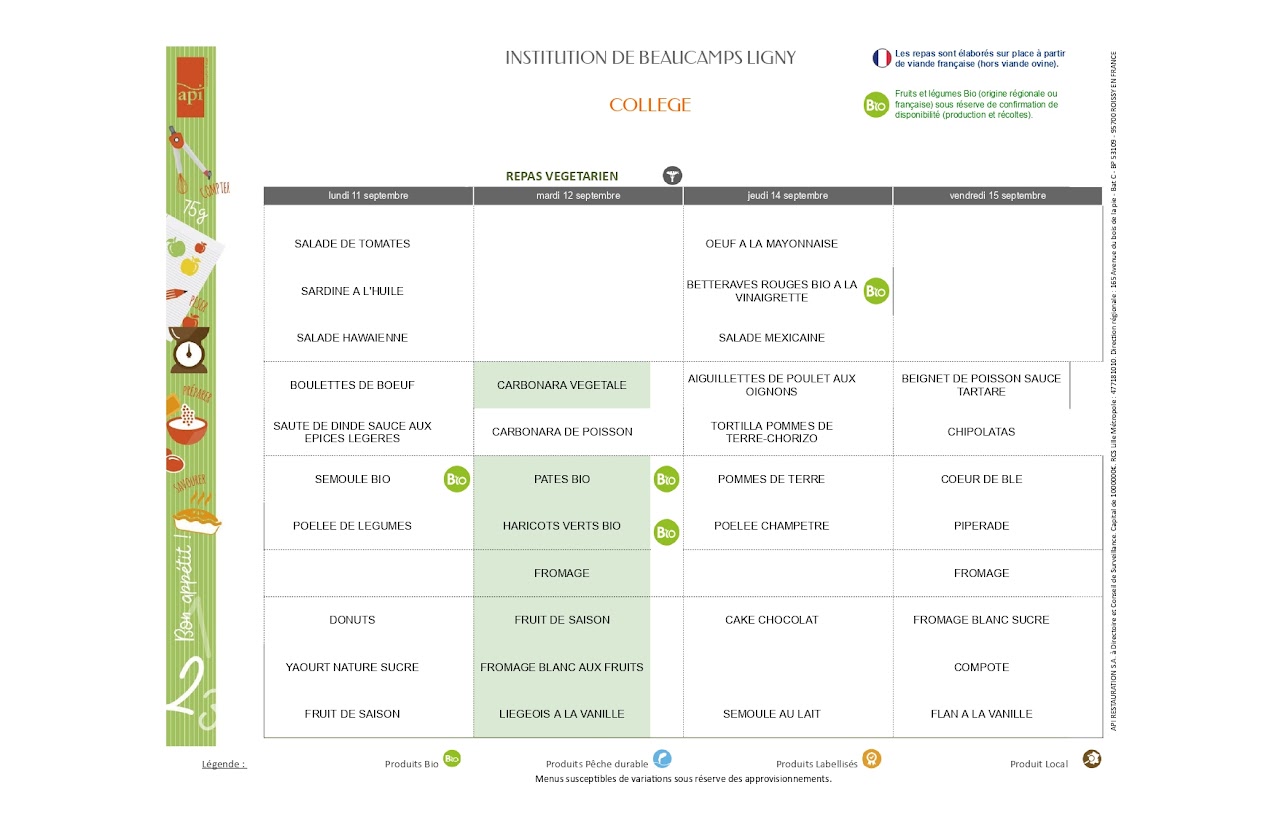 INSTITUTION DE BEAUCAMPS LIGNY
COLLEGE
Les repas sont élaborés sur place à partir
de viande française (hors viande ovine).
Bio
Fruits et légumes Bio (origine régionale ou
française) sous réserve de confirmation de
disponibilité (production et récoltes).
api
COMPTER
75g
PESER
PRÉPARER
SAVOURER
Bon appétit !
1/
2
3
REPAS VEGETARIEN
lundi 11 septembre
mardi 12 septembre
jeudi 14 septembre
vendredi 15 septembre
SALADE DE TOMATES
OEUF A LA MAYONNAISE
SARDINE A L'HUILE
BETTERAVES ROUGES BIO A LA
VINAIGRETTE
Bio
SALADE HAWAIENNE
SALADE MEXICAINE
BOULETTES DE BOEUF
CARBONARA VEGETALE
AIGUILLETTES DE POULET AUX
OIGNONS
BEIGNET DE POISSON SAUCE
TARTARE
SAUTE DE DINDE SAUCE AUX
EPICES LEGERES
CARBONARA DE POISSON
TORTILLA POMMES DE
TERRE-CHORIZO
CHIPOLATAS
SEMOULE BIO
Bio
PATES BIO
Bio
POMMES DE TERRE
COEUR DE BLE
POELEE DE LEGUMES
HARICOTS VERTS BIO
Bio
POELEE CHAMPETRE
PIPERADE
FROMAGE
FROMAGE
DONUTS
FRUIT DE SAISON
CAKE CHOCOLAT
FROMAGE BLANC SUCRE
YAOURT NATURE SUCRE
FROMAGE BLANC AUX FRUITS
COMPOTE
FRUIT DE SAISON
LIEGEOIS A LA VANILLE
SEMOULE AU LAIT
FLAN A LA VANILLE
API RESTAURATION S.A. à Directoire et Conseil de Surveillance. Capital de 1000000€. RCS Lille Métropole : 477181010. Direction régionale : 165 Avenue du bois de la pie - Bat C - BP 53109 - 95700 ROISSY EN FRANCE
Légende :
Produits Bio
Bio
Produits Pêche durable
Produits Labellisés
Produit Local
Menus susceptibles de variations sous réserve des approvisionnements.